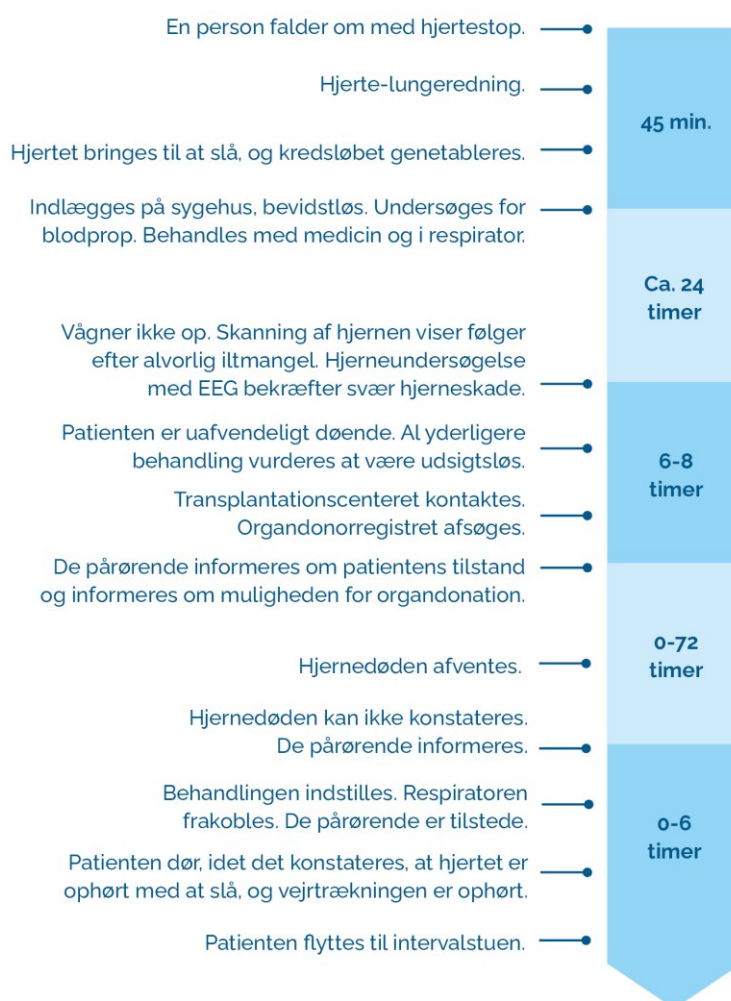 En person falder om med hjertestop.
Hjerte-lungeredning.
45 min.
Hjertet bringes til at slå, og kredsløbet genetableres.
Indlægges på sygehus, bevidstløs. Undersøges for
blodprop. Behandles med medicin og i respirator.
Ca. 24
timer
Vågner ikke op. Skanning af hjernen viser følger
efter alvorlig iltmangel. Hjerneundersøgelse
med EEG bekræfter svær hjerneskade.
Patienten er uafvendeligt døende. Al yderligere
behandling vurderes at være udsigtsløs.
6-8
timer
Transplantationscenteret kontaktes.
Organdonorregistret afsøges.
De pårørende informeres om patientens tilstand
og informeres om muligheden for organdonation.
0-72
timer
Hjernedøden afventes.
Hjernedøden kan ikke konstateres.
De pårørende informeres.
Behandlingen indstilles. Respiratoren
frakobles. De pårørende er tilstede.
0-6
timer
Patienten dør, idet det konstateres, at hjertet er
ophørt med at slå, og vejrtrækningen er ophørt.
Patienten flyttes til intervalstuen.